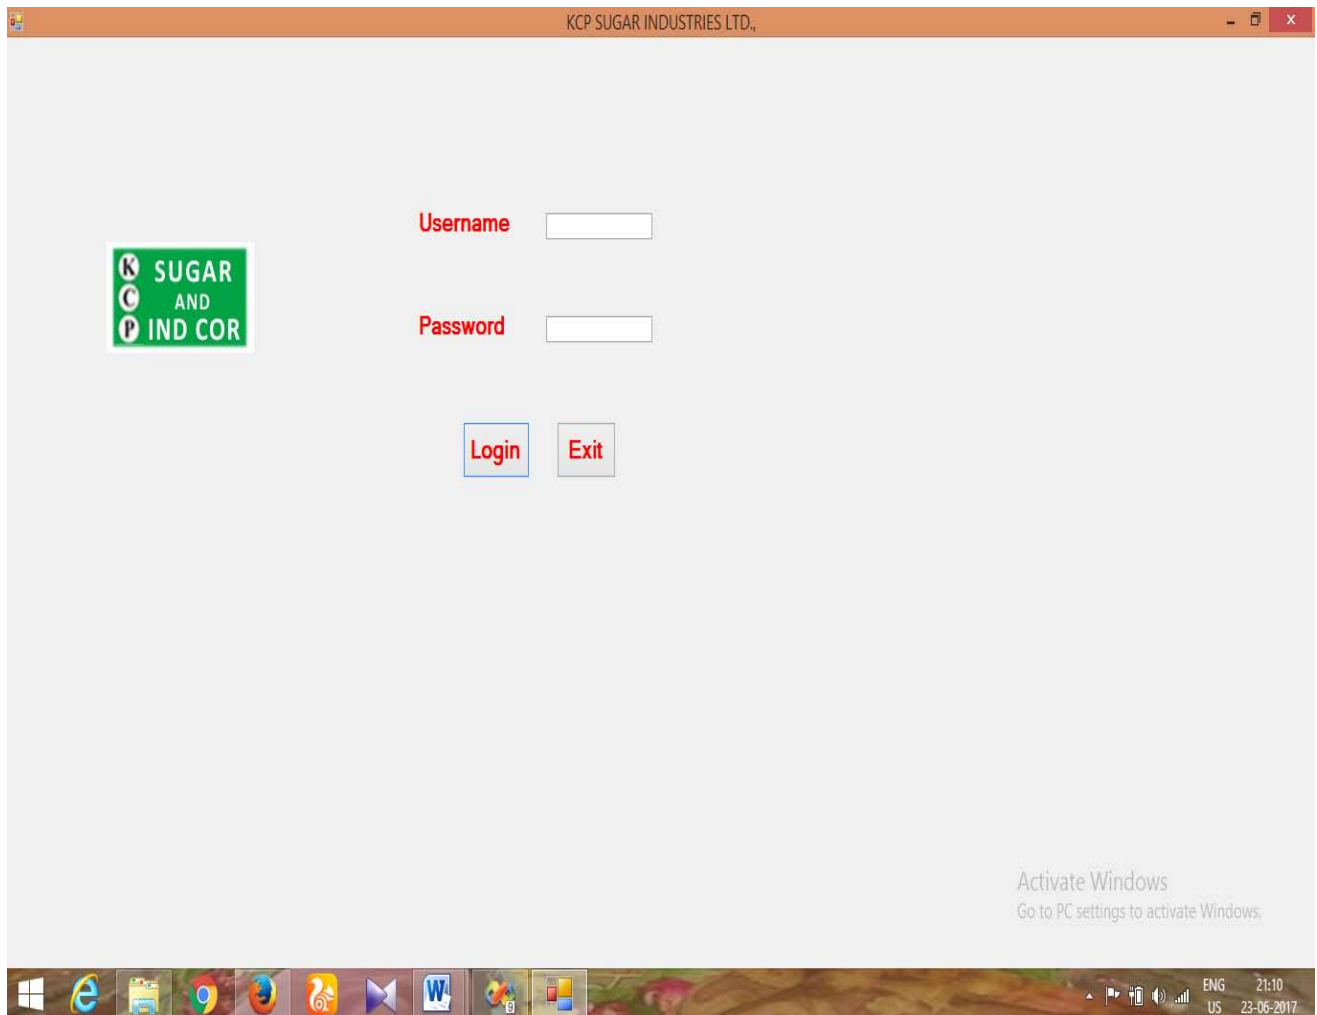 KCP SUGAR INDUSTRIES LTD.,
X
Username
K SUGAR
C AND
P IND COR
Password
Login Exit
Activate Windows
Go to PC settings to activate Windows.
W
9
ENG 21:10
US 23-06-2017